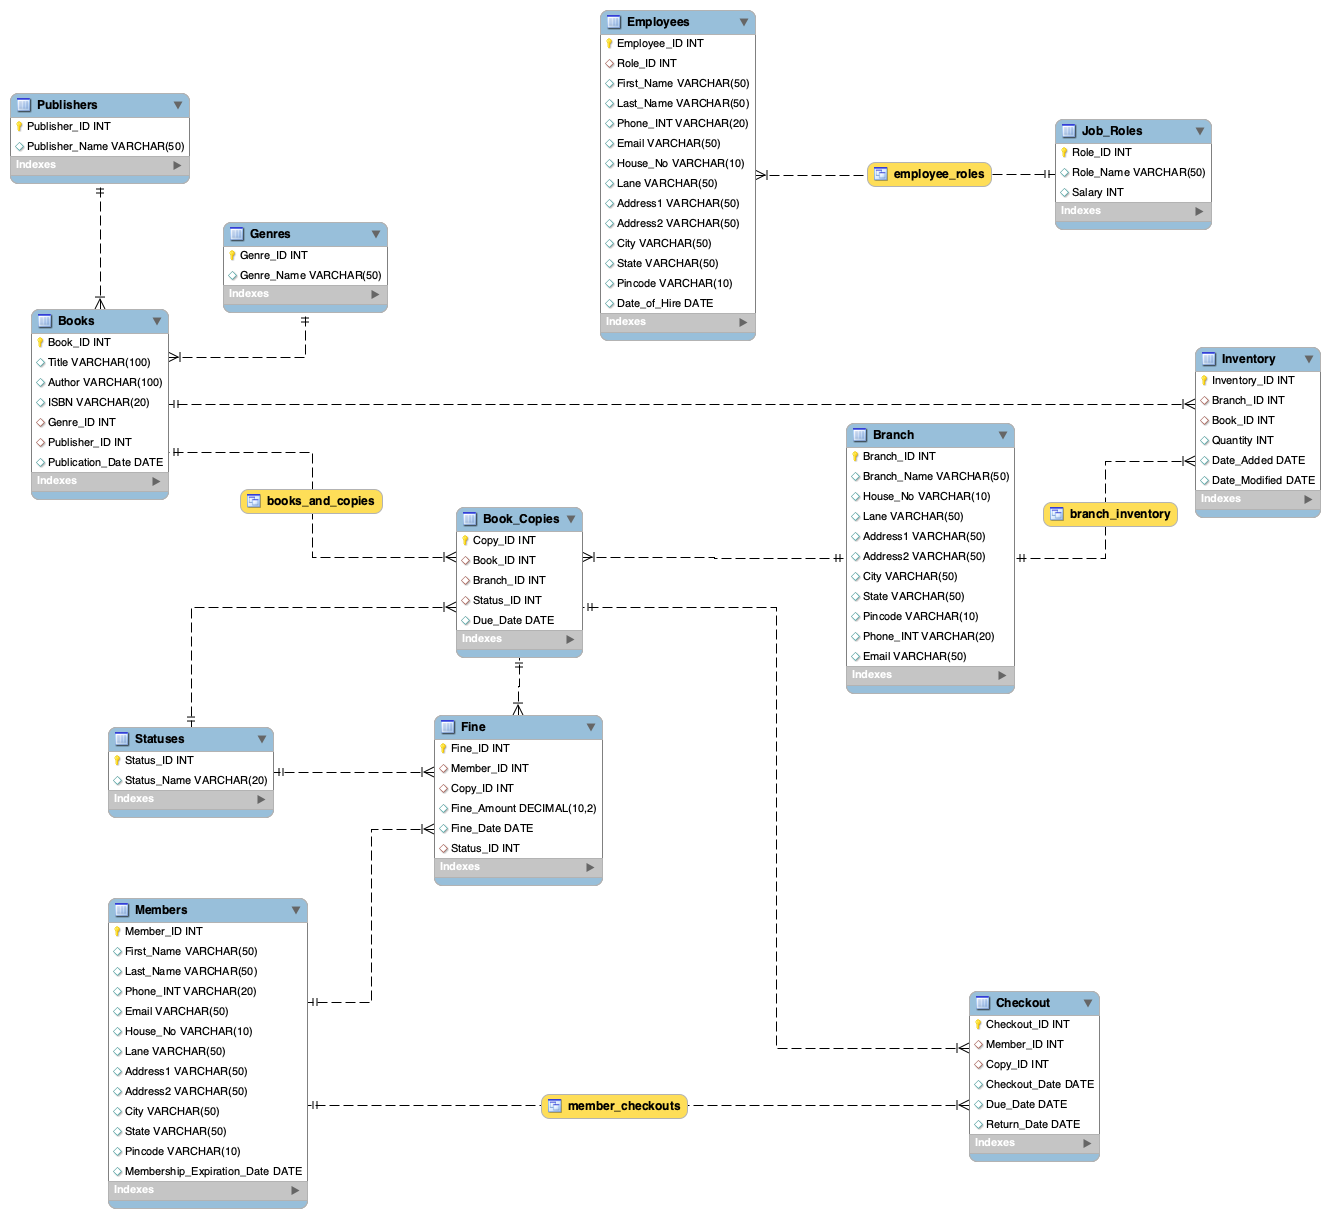 Employees
Employee_ID INT
Role_ID INT
First_Name VARCHAR(50)
Last_Name VARCHAR(50)
Phone_INT VARCHAR(20)
Email VARCHAR(50)
House_No VARCHAR(10)
Lane VARCHAR(50)
Address1 VARCHAR(50)
Address2 VARCHAR(50)
City VARCHAR(50)
State VARCHAR(50)
Pincode VARCHAR(10)
Date_of_Hire DATE
Indexes
Publishers
Publisher_ID INT
Publisher_Name VARCHAR(50)
Indexes
Job_Roles
Role_ID INT
Role_Name VARCHAR(50)
Salary INT
Indexes
employee_roles
Genres
Genre_ID INT
Genre_Name VARCHAR(50)
Indexes
Books
Book_ID INT
Title VARCHAR(100)
Author VARCHAR(100)
ISBN VARCHAR(20)
Genre_ID INT
Publisher_ID INT
Publication_Date DATE
Indexes
Inventory
Inventory_ID INT
Branch_ID INT
Book_ID INT
Quantity INT
Date_Added DATE
Date_Modified DATE
Indexes
Branch
Branch_ID INT
Branch_Name VARCHAR(50)
House_No VARCHAR(10)
Lane VARCHAR(50)
Address1 VARCHAR(50)
Address2 VARCHAR(50)
City VARCHAR(50)
State VARCHAR(50)
Pincode VARCHAR(10)
Phone_INT VARCHAR(20)
Email VARCHAR(50)
Indexes
branch_inventory
books_and_copies
Book_Copies
Copy_ID INT
Book_ID INT
Branch_ID INT
Status_ID INT
Due_Date DATE
Indexes
Statuses
Status_ID INT
Status_Name VARCHAR(20)
Indexes
Fine
Fine_ID INT
Member_ID INT
Copy_ID INT
Fine_Amount DECIMAL(10,2)
Fine_Date DATE
Status_ID INT
Indexes
Members
Member_ID INT
First_Name VARCHAR(50)
Last_Name VARCHAR(50)
Phone_INT VARCHAR(20)
Email VARCHAR(50)
House_No VARCHAR(10)
Lane VARCHAR(50)
Address1 VARCHAR(50)
Address2 VARCHAR(50)
City VARCHAR(50)
State VARCHAR(50)
Pincode VARCHAR(10)
Membership_Expiration_Date DATE
Indexes
member_checkouts
Checkout
Checkout_ID INT
Member_ID INT
Copy_ID INT
Checkout_Date DATE
Due_Date DATE
Return_Date DATE
Indexes